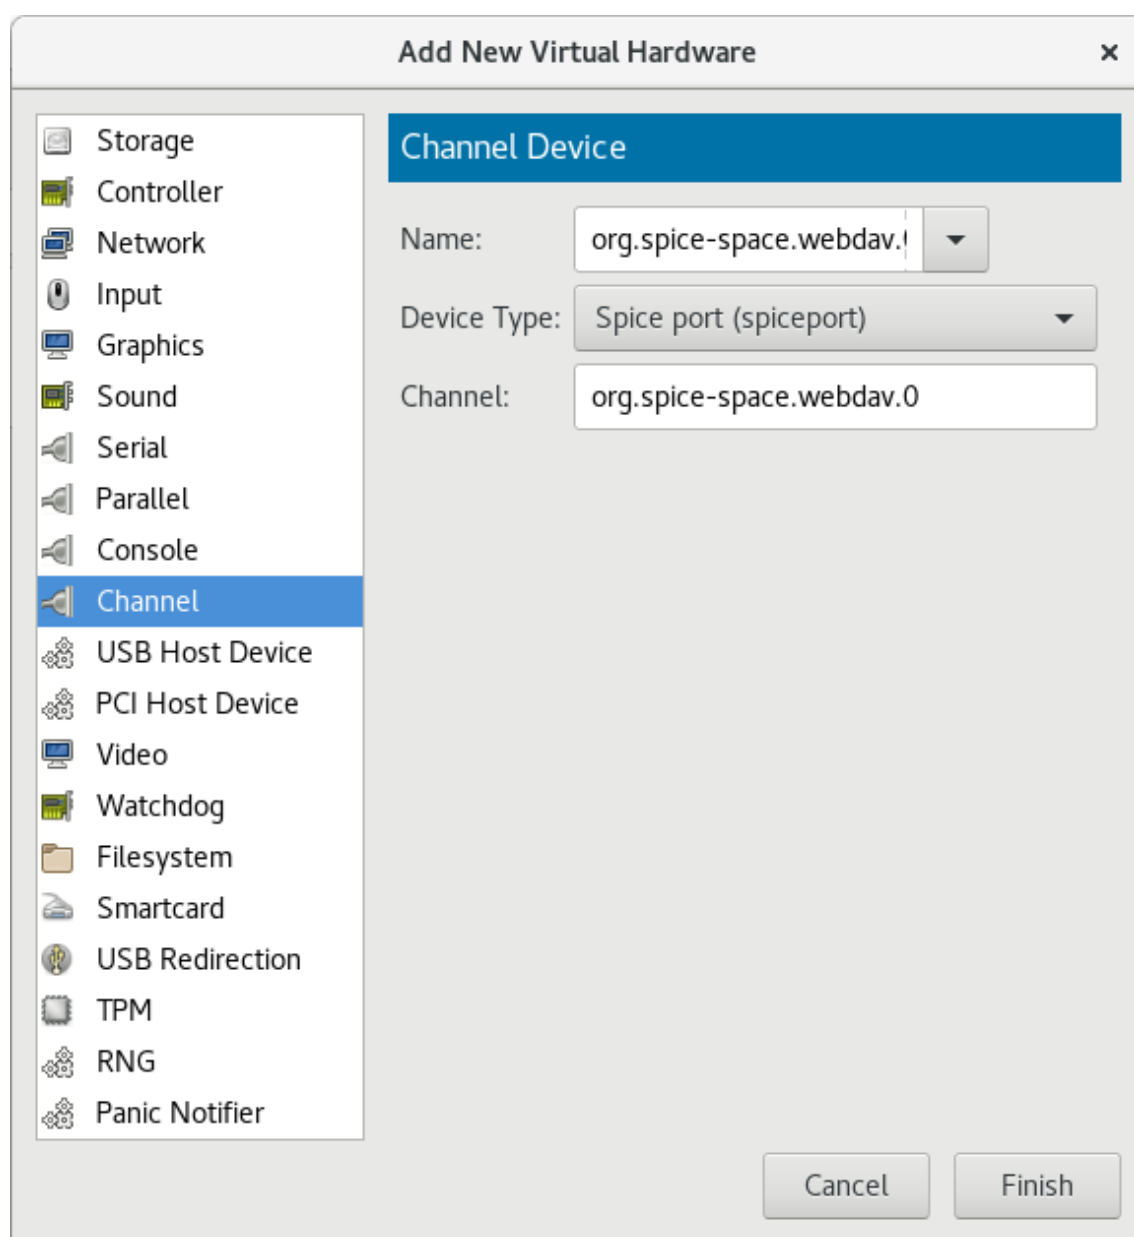 Add New Virtual Hardware
Storage
Controller
Network
Input
Graphics
Sound
Serial
Parallel
Console
Channel
USB Host Device
PCI Host Device
Video
Watchdog
Filesystem
Smartcard
USB Redirection
TPM
RNG
Panic Notifier
Channel Device
Name: org.spice-space.webdav.
Device Type: Spice port (spiceport)
Channel: org.spice-space.webdav.0
Cancel Finish